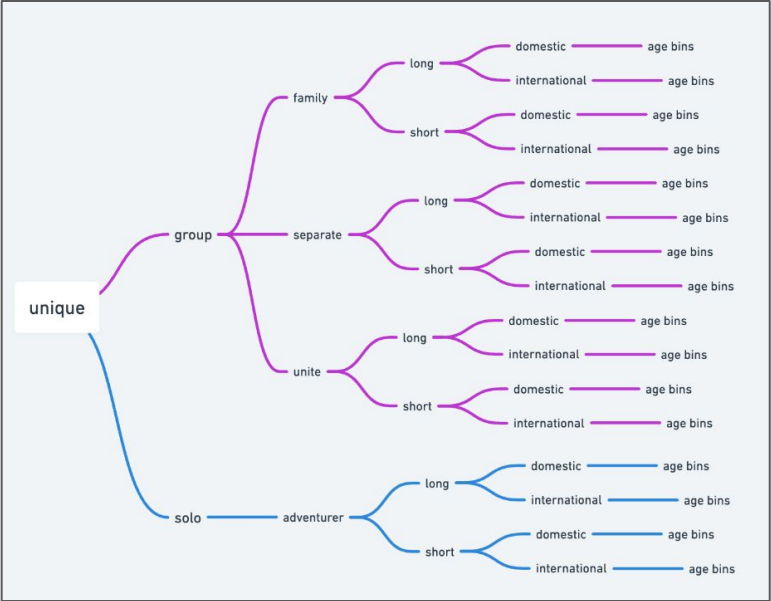 unique
group
family
long
domestic
age bins
international
age bins
short
domestic
age bins
international
age bins
separate
long
domestic
age bins
international
age bins
short
domestic
age bins
international
age bins
unite
long
domestic
age bins
international
age bins
short
domestic
age bins
international
age bins
solo
adventurer
long
domestic
age bins
international
age bins
short
domestic
age bins
international
age bins